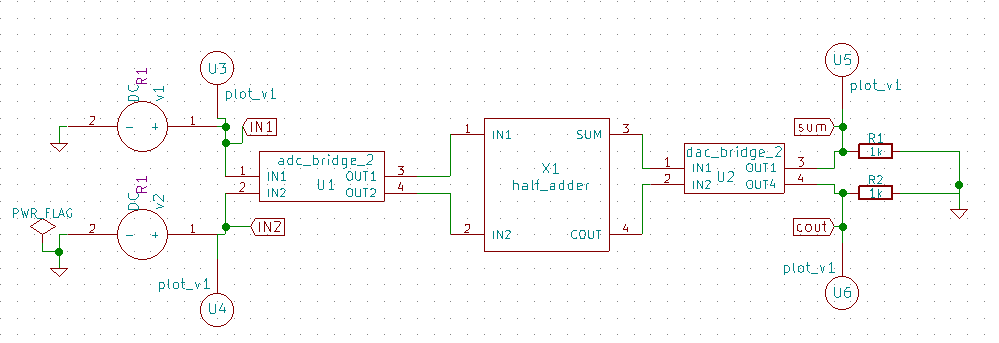 U3
plot_v1
DC
R1
v1
2
-
+
1
IN1
adc_bridge_2
1
IN1
OUT1
3
2
IN2
OUT2
4
U1
PWR_FLAG
DC
R1
v2
2
-
+
1
IN2
plot_v1
U4
1
IN1
SUM
3
X1
half_adder
2
IN2
COUT
4
U5
plot_v1
sum
dac_bridge_2
1
IN1
OUT1
3
U2
2
IN2
OUT4
4
R1
1k
R2
1k
cout
plot_v1
U6